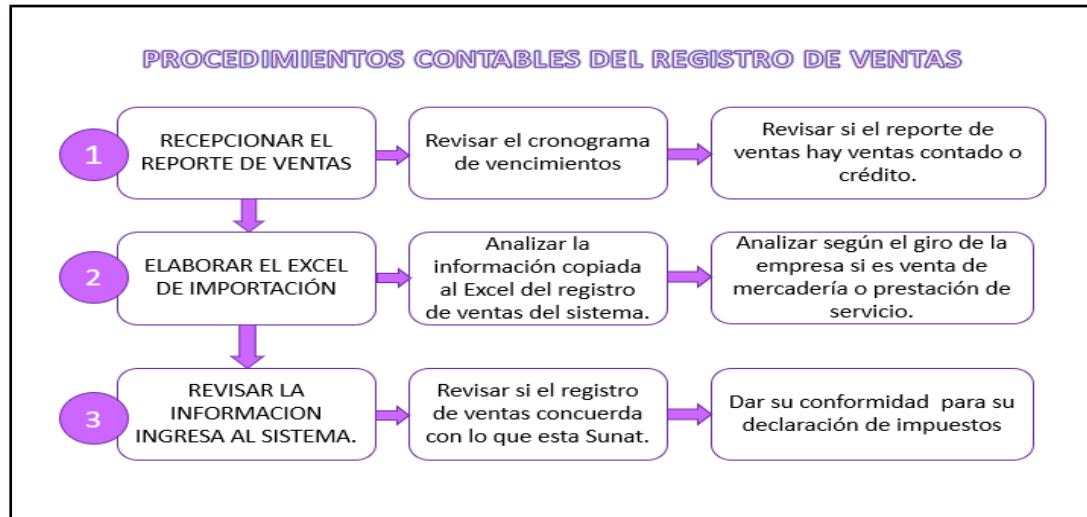 PROCEDIMIENTOS CONTABLES DEL REGISTRO DE VENTAS
1
RECEPCIONAR EL
REPORTE DE VENTAS
Revisar el cronograma
de vencimientos
Revisar si el reporte de
ventas hay ventas contado o
crédito.
2
ELABORAR EL EXCEL
DE IMPORTACIÓN
Analizar la
información copiada
al Excel del registro
de ventas del sistema.
Analizar según el giro de la
empresa si es venta de
mercadería o prestación de
servicio.
3
REVISAR LA
INFORMACION
INGRESA AL SISTEMA.
Revisar si el registro
de ventas concuerda
con lo que esta Sunat.
Dar su conformidad para su
declaración de impuestos